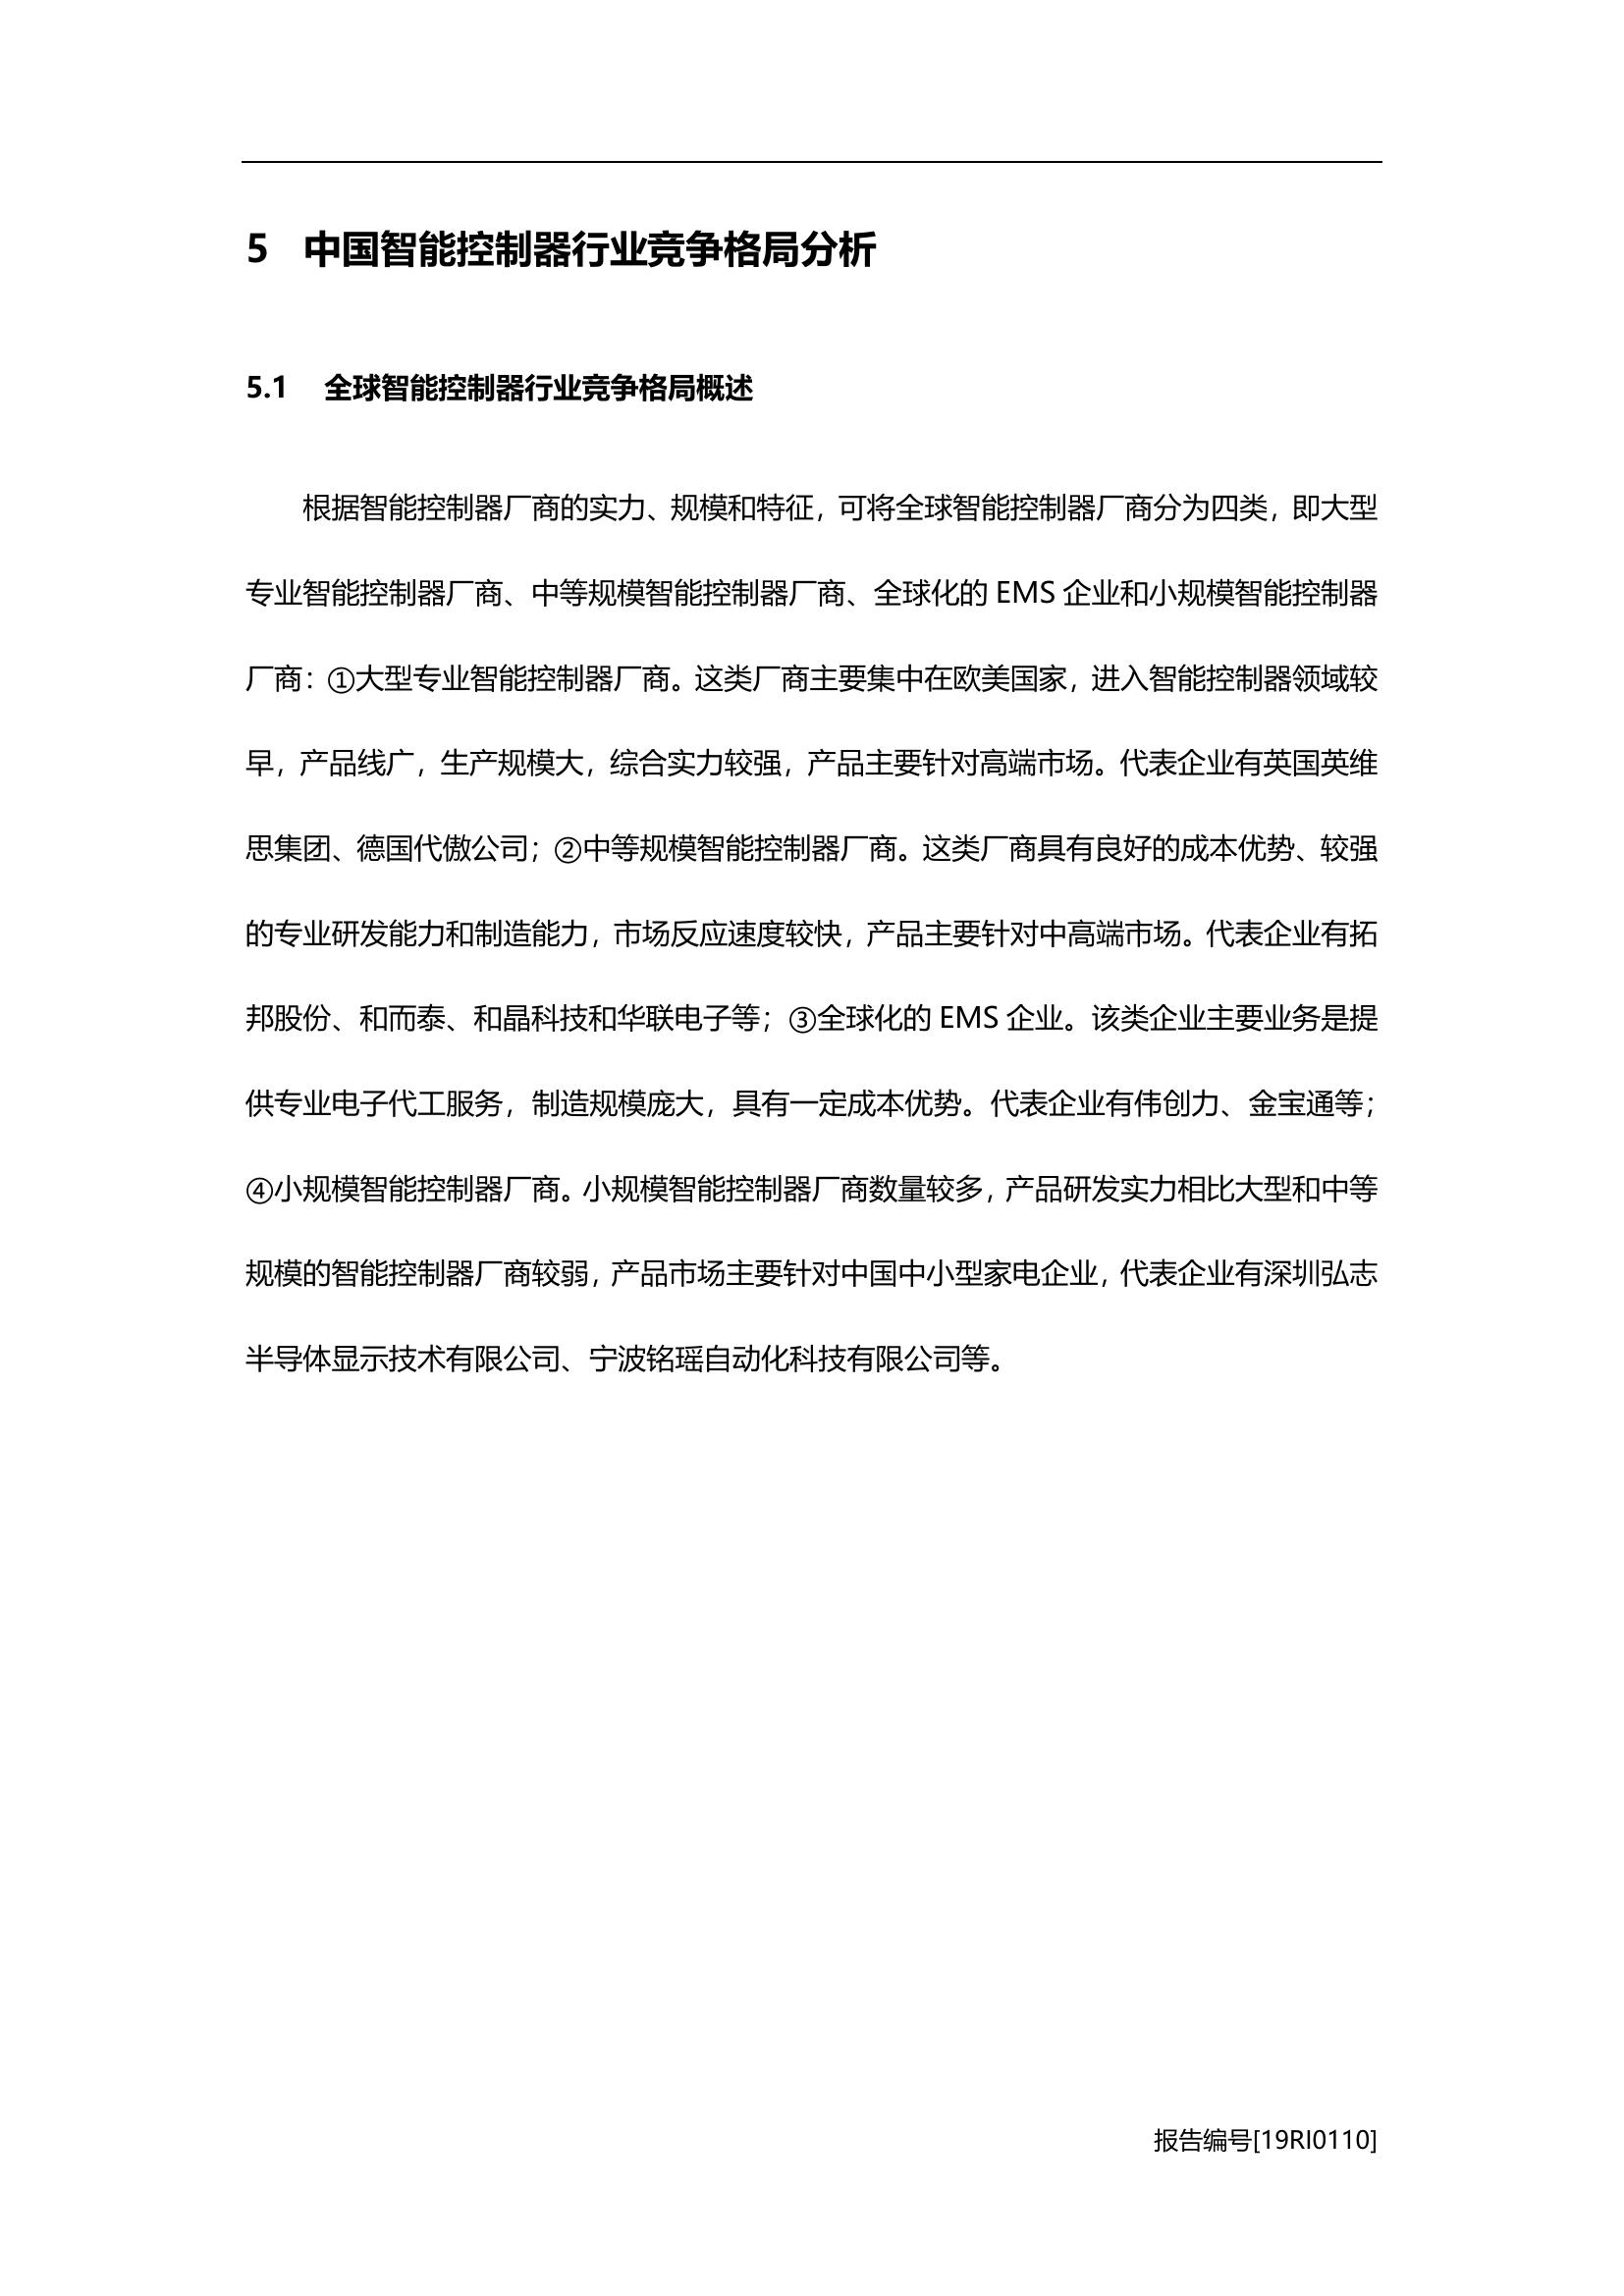 5 中国智能控制器行业竞争格局分析
5.1 全球智能控制器行业竞争格局概述
根据智能控制器厂商的实力、规模和特征，可将全球智能控制器厂商分为四类，即大型
专业智能控制器厂商、中等规模智能控制器厂商、全球化的 EMS 企业和小规模智能控制器
厂商：①大型专业智能控制器厂商。这类厂商主要集中在欧美国家，进入智能控制器领域较
早，产品线广，生产规模大，综合实力较强，产品主要针对高端市场。代表企业有英国英维
思集团、德国代傲公司；②中等规模智能控制器厂商。这类厂商具有良好的成本优势、较强
的专业研发能力和制造能力，市场反应速度较快，产品主要针对中高端市场。代表企业有拓
邦股份、和而泰、和晶科技和华联电子等；③全球化的 EMS 企业。该类企业主要业务是提
供专业电子代工服务，制造规模庞大，具有一定成本优势。代表企业有伟创力、金宝通等；
④小规模智能控制器厂商。小规模智能控制器厂商数量较多，产品研发实力相比大型和中等
规模的智能控制器厂商较弱，产品市场主要针对中国中小型家电企业，代表企业有深圳弘志
半导体显示技术有限公司、宁波铭瑶自动化科技有限公司等。
报告编号[19RI0110]